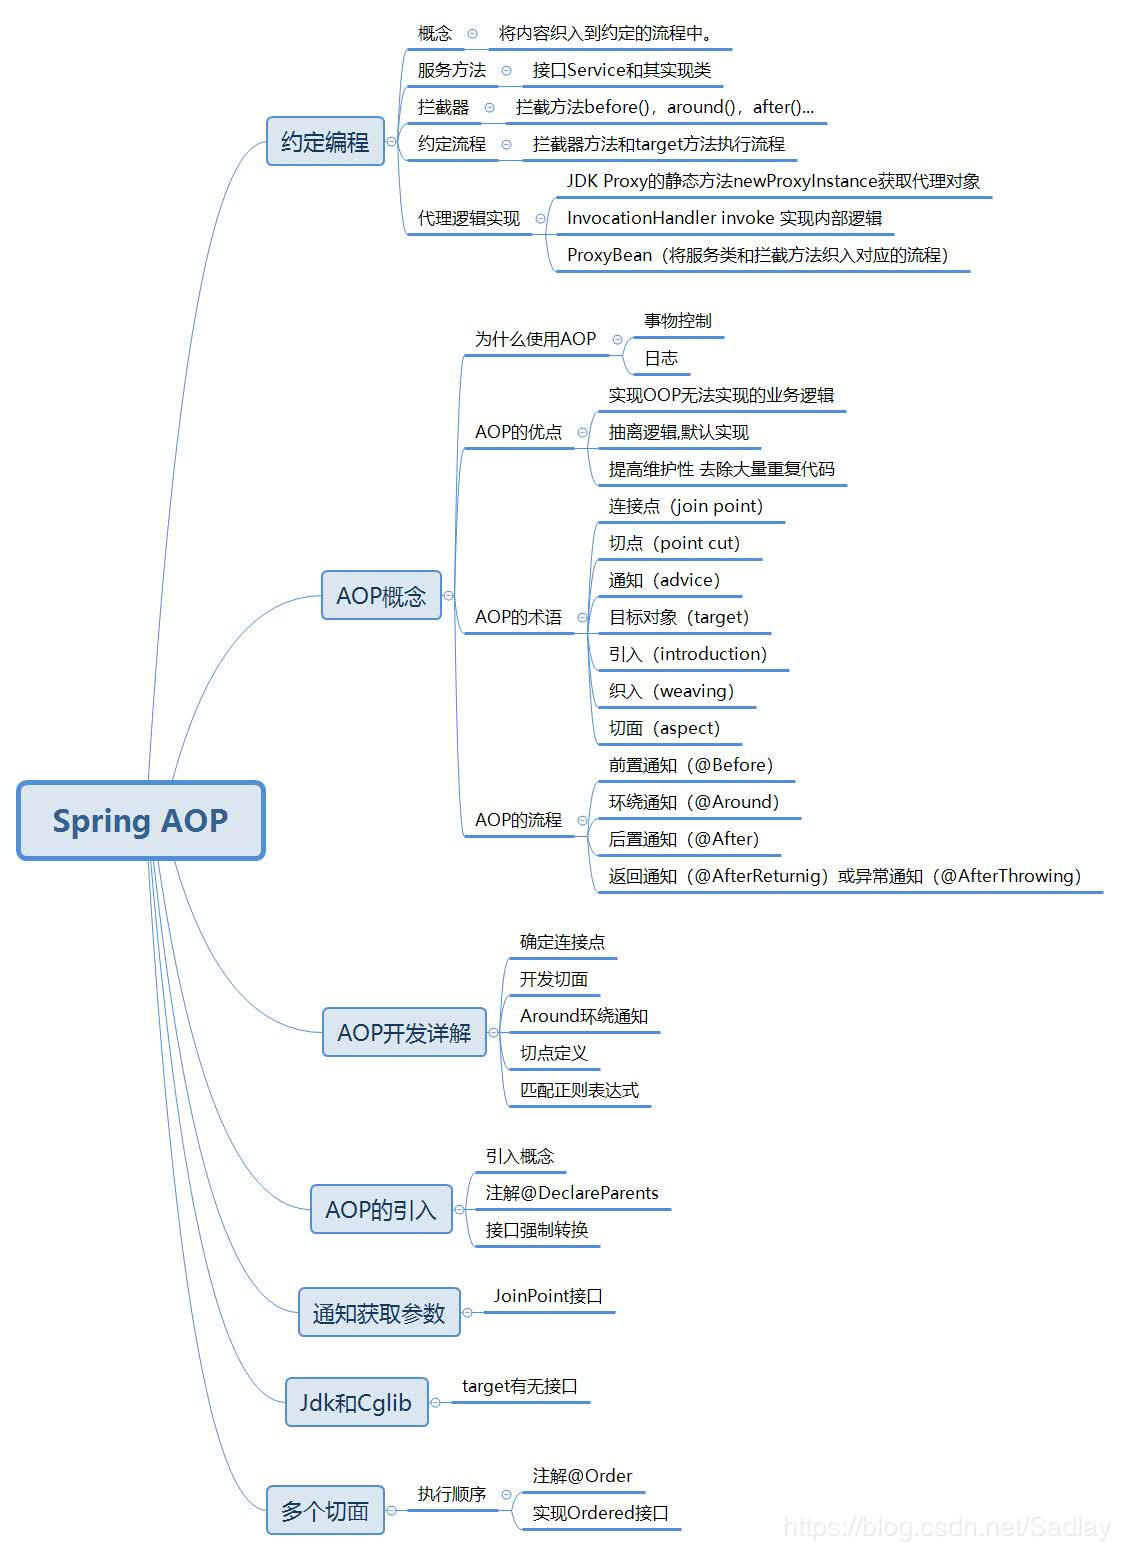 Spring AOP
约定编程
概念
将内容织入到约定的流程中。
服务方法
接口Service和其实现类
拦截器
拦截方法before()，around()，after()...
约定流程
拦截器方法和target方法执行流程
代理逻辑实现
JDK Proxy的静态方法newProxyInstance获取代理对象
InvocationHandler invoke 实现内部逻辑
ProxyBean（将服务类和拦截方法织入对应的流程）
AOP概念
为什么使用AOP
事物控制
日志
AOP的优点
实现OOP无法实现的业务逻辑
抽离逻辑,默认实现
提高维护性 去除大量重复代码
AOP的术语
连接点（join point）
切点（point cut）
通知（advice）
目标对象（target）
引入（introduction）
织入（weaving）
切面（aspect）
AOP的流程
前置通知（@Before）
环绕通知（@Around）
后置通知（@After）
返回通知（@AfterReturnig）或异常通知（@AfterThrowing）
AOP开发详解
确定连接点
开发切面
Around环绕通知
切点定义
匹配正则表达式
AOP的引入
引入概念
注解@DeclareParents
接口强制转换
通知获取参数
JoinPoint接口
Jdk和Cglib
target有无接口
多个切面
执行顺序
注解@Order
实现Ordered接口
https://blog.csdn.net/Sadlay